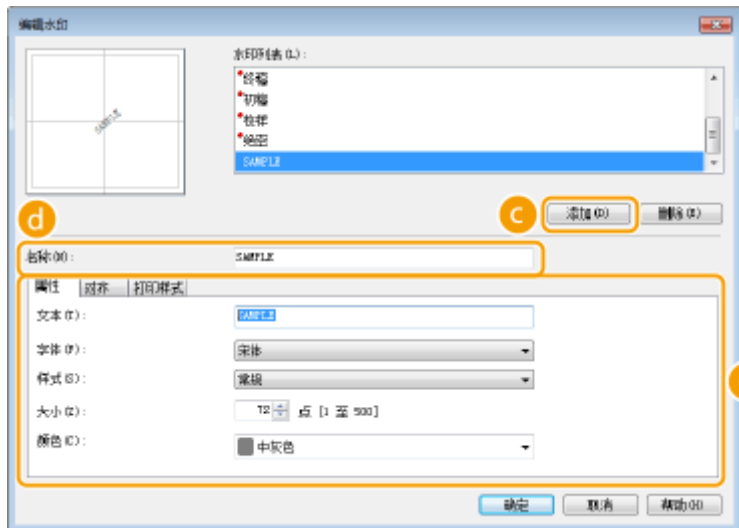 编辑水印
水印列表(L):
*终稿
*初稿
*校样
*绝密
SAMPLE
SAMPLE
d
c
添加(D)
删除(R)
名称(M):
SAMPLE
属性
对齐
打印样式
文本(T):
SAMPLE
字体(F):
宋体
样式(S):
常规
大小(Z):
72 点 [1 至 500]
颜色(C):
中灰色
确定
取消
帮助(H)